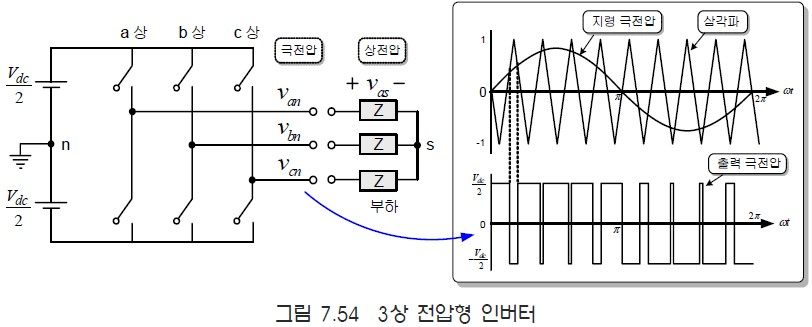 a 상 b 상 c 상
극전압 상전압
V_dc/2
n
V_dc/2
v_an
v_bn
v_cn
+ v_as −
Z
Z
Z
s
부하
지령 극전압 삼각파
1
0
-1
π
2π
ωt
출력 극전압
V_dc/2
0
-V_dc/2
π
2π
ωt
그림 7.54 3상 전압형 인버터